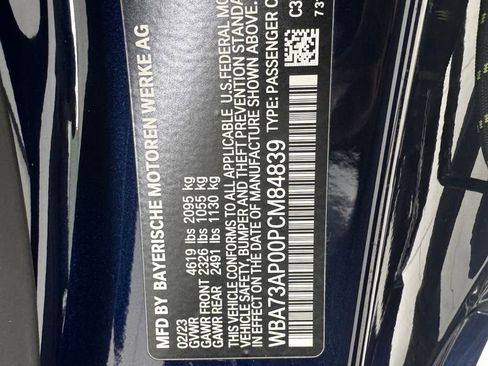 MFD BY BAYERISCHE MOTOREN WERKE AG
02/23
GVWR 4619 lbs 2095 kg
GAWR FRONT 2326 lbs 1055 kg
GAWR REAR 2491 lbs 1130 kg
THIS VEHICLE CONFORMS TO ALL APPLICABLE U.S. FEDERAL MO
VEHICLE SAFETY, BUMPER AND THEFT PREVENTION STANDA
EFFECT ON THE DATE OF MANUFACTURE SHOWN ABOVE.
WBA73AP00PCM84839 TYPE: PASSENGER C
C3
73